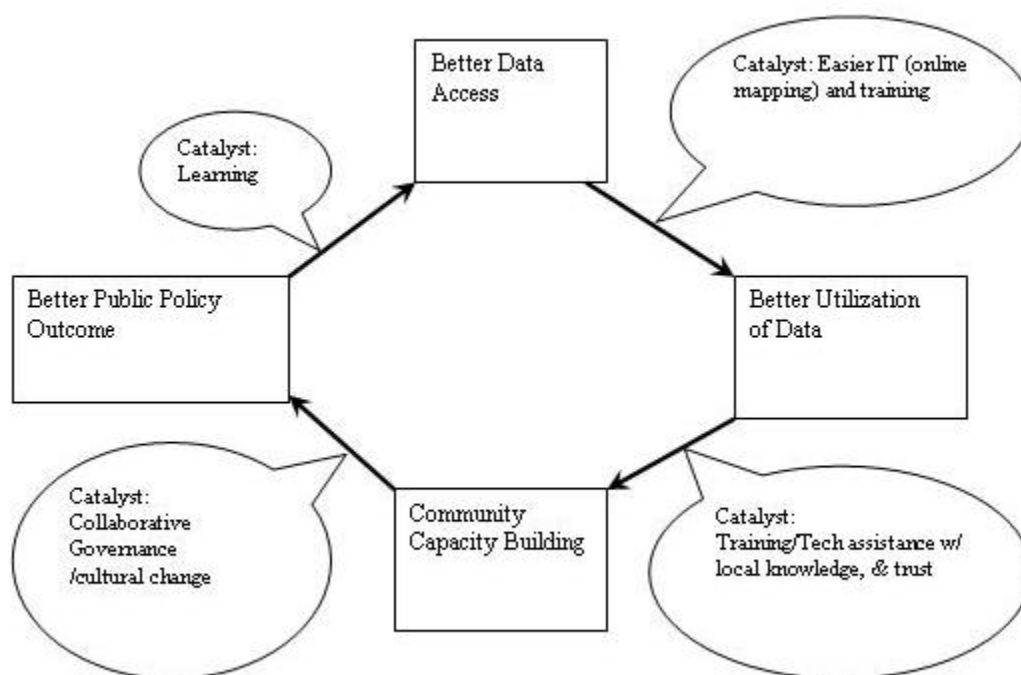 Better Data
Access
Catalyst: Easier IT (online
mapping) and training
Catalyst:
Learning
Better Public Policy
Outcome
Better Utilization
of Data
Catalyst:
Collaborative
Governance
/cultural change
Community
Capacity Building
Catalyst:
Training/Tech assistance w/
local knowledge, & trust